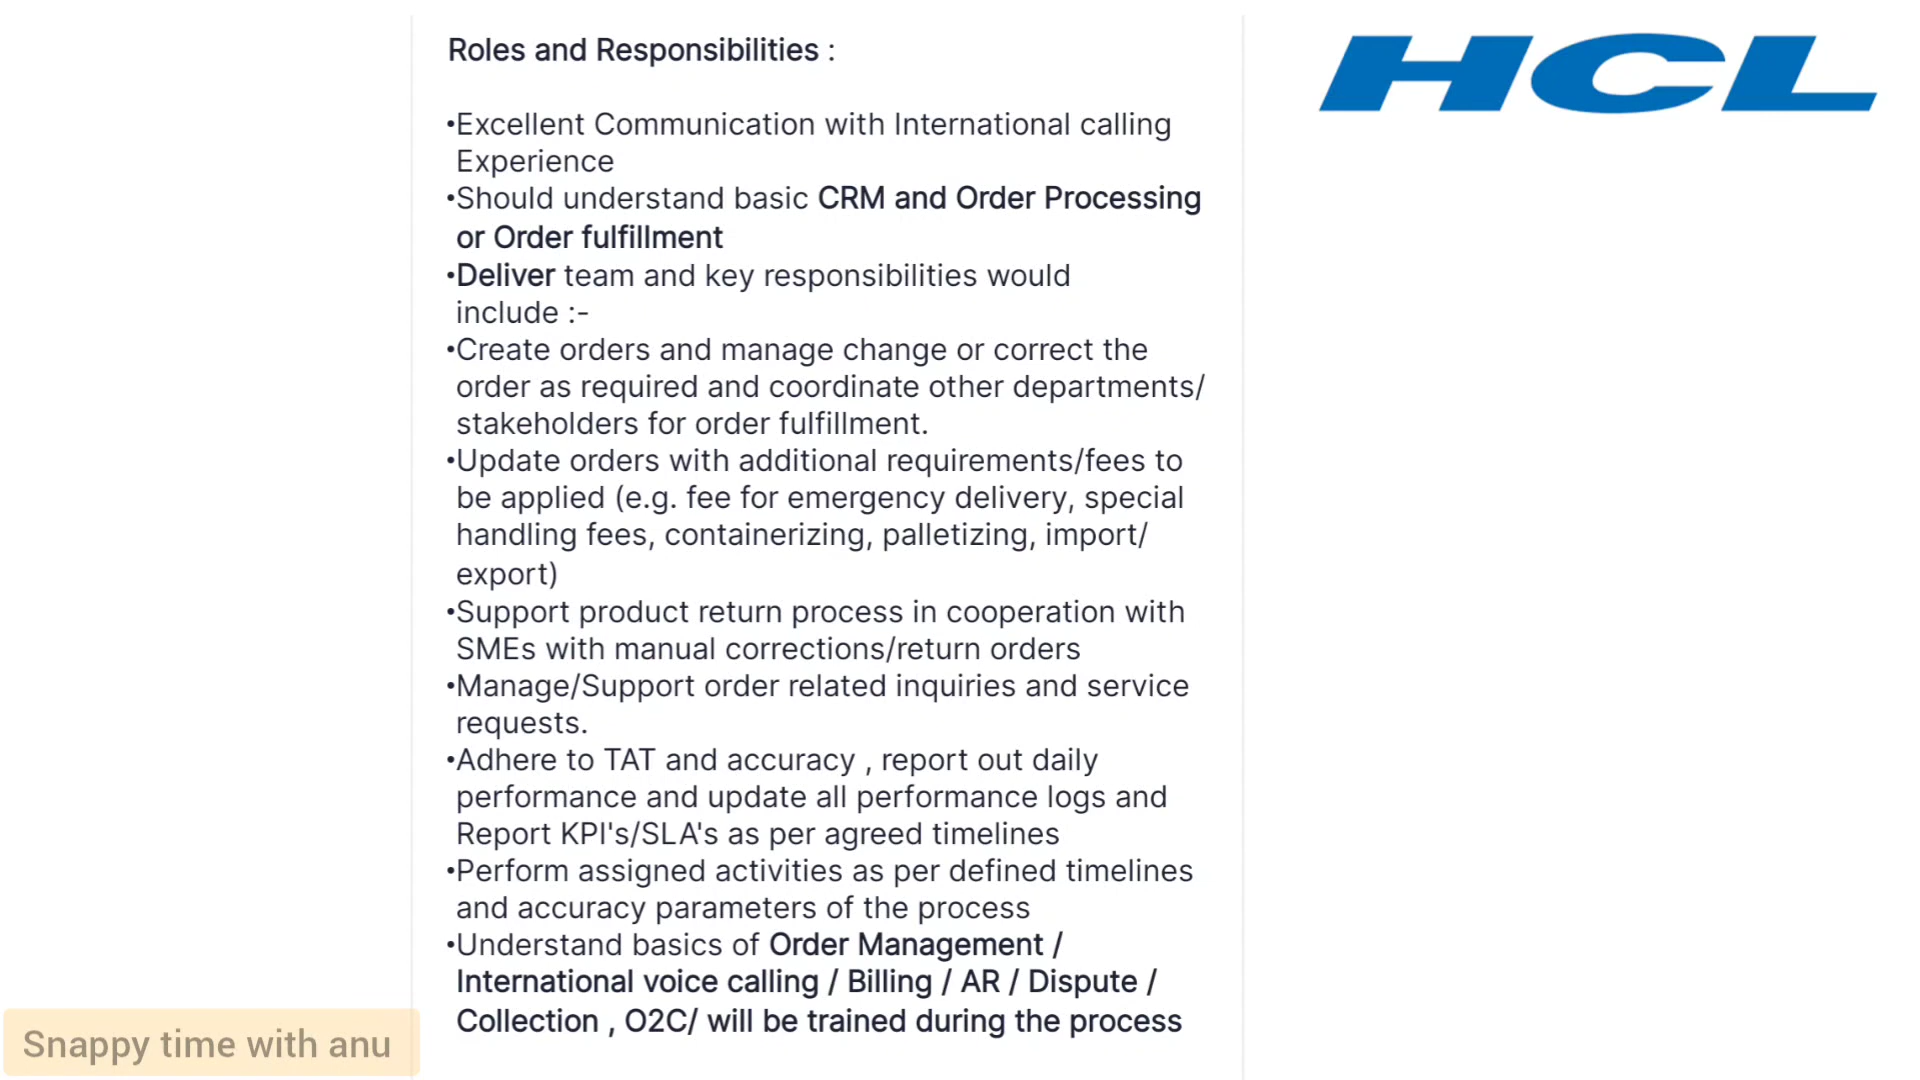 Roles and Responsibilities :
HCL
•Excellent Communication with International calling
Experience
•Should understand basic CRM and Order Processing
or Order fulfillment
•Deliver team and key responsibilities would
include :-
•Create orders and manage change or correct the
order as required and coordinate other departments/
stakeholders for order fulfillment.
•Update orders with additional requirements/fees to
be applied (e.g. fee for emergency delivery, special
handling fees, containerizing, palletizing, import/
export)
•Support product return process in cooperation with
SMEs with manual corrections/return orders
•Manage/Support order related inquiries and service
requests.
•Adhere to TAT and accuracy , report out daily
performance and update all performance logs and
Report KPI's/SLA's as per agreed timelines
•Perform assigned activities as per defined timelines
and accuracy parameters of the process
•Understand basics of Order Management /
International voice calling / Billing / AR / Dispute /
Collection , O2C/ will be trained during the process
Snappy time with anu